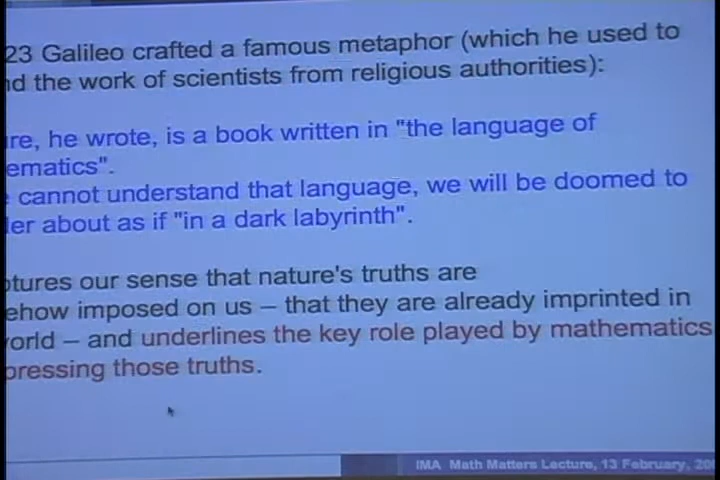 23 Galileo crafted a famous metaphor (which he used to
nd the work of scientists from religious authorities):
re, he wrote, is a book written in "the language of
ematics".
cannot understand that language, we will be doomed to
er about as if "in a dark labyrinth".
ptures our sense that nature's truths are
ehow imposed on us – that they are already imprinted in
orld – and underlines the key role played by mathematics
pressing those truths.
IMA Math Matters Lecture, 13 February, 20